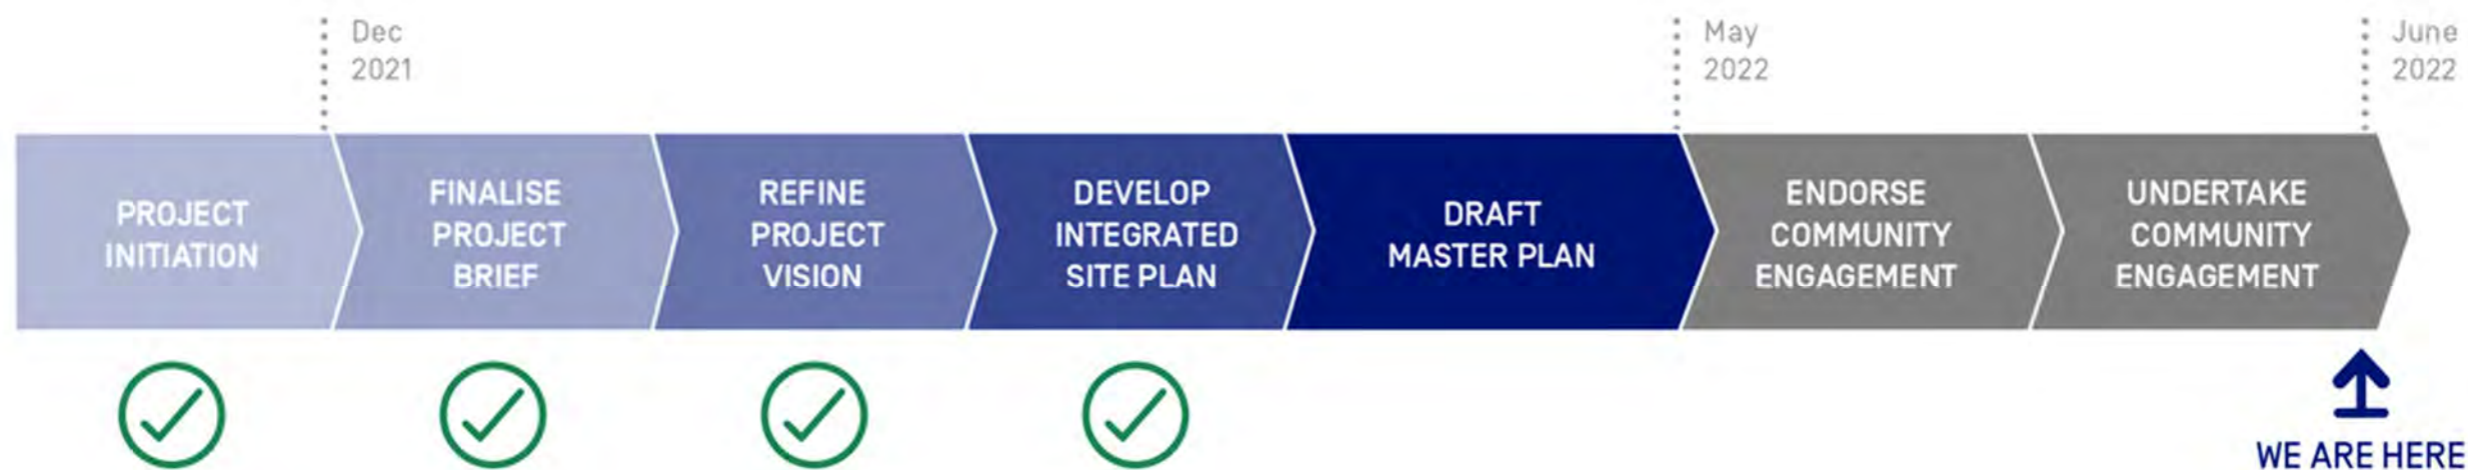 Dec
2021
May
2022
June
2022
PROJECT
INITIATION
FINALISE
PROJECT
BRIEF
REFINE
PROJECT
VISION
DEVELOP
INTEGRATED
SITE PLAN
DRAFT
MASTER PLAN
ENDORSE
COMMUNITY
ENGAGEMENT
UNDERTAKE
COMMUNITY
ENGAGEMENT
WE ARE HERE